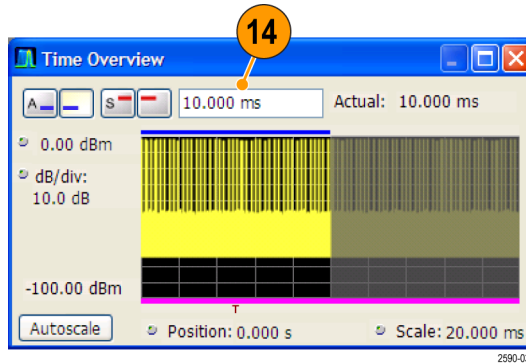 14
Time Overview
A S 10.000 ms Actual: 10.000 ms
0.00 dBm
dB/div:
10.0 dB
-100.00 dBm
T
Autoscale Position: 0.000 s Scale: 20.000 ms